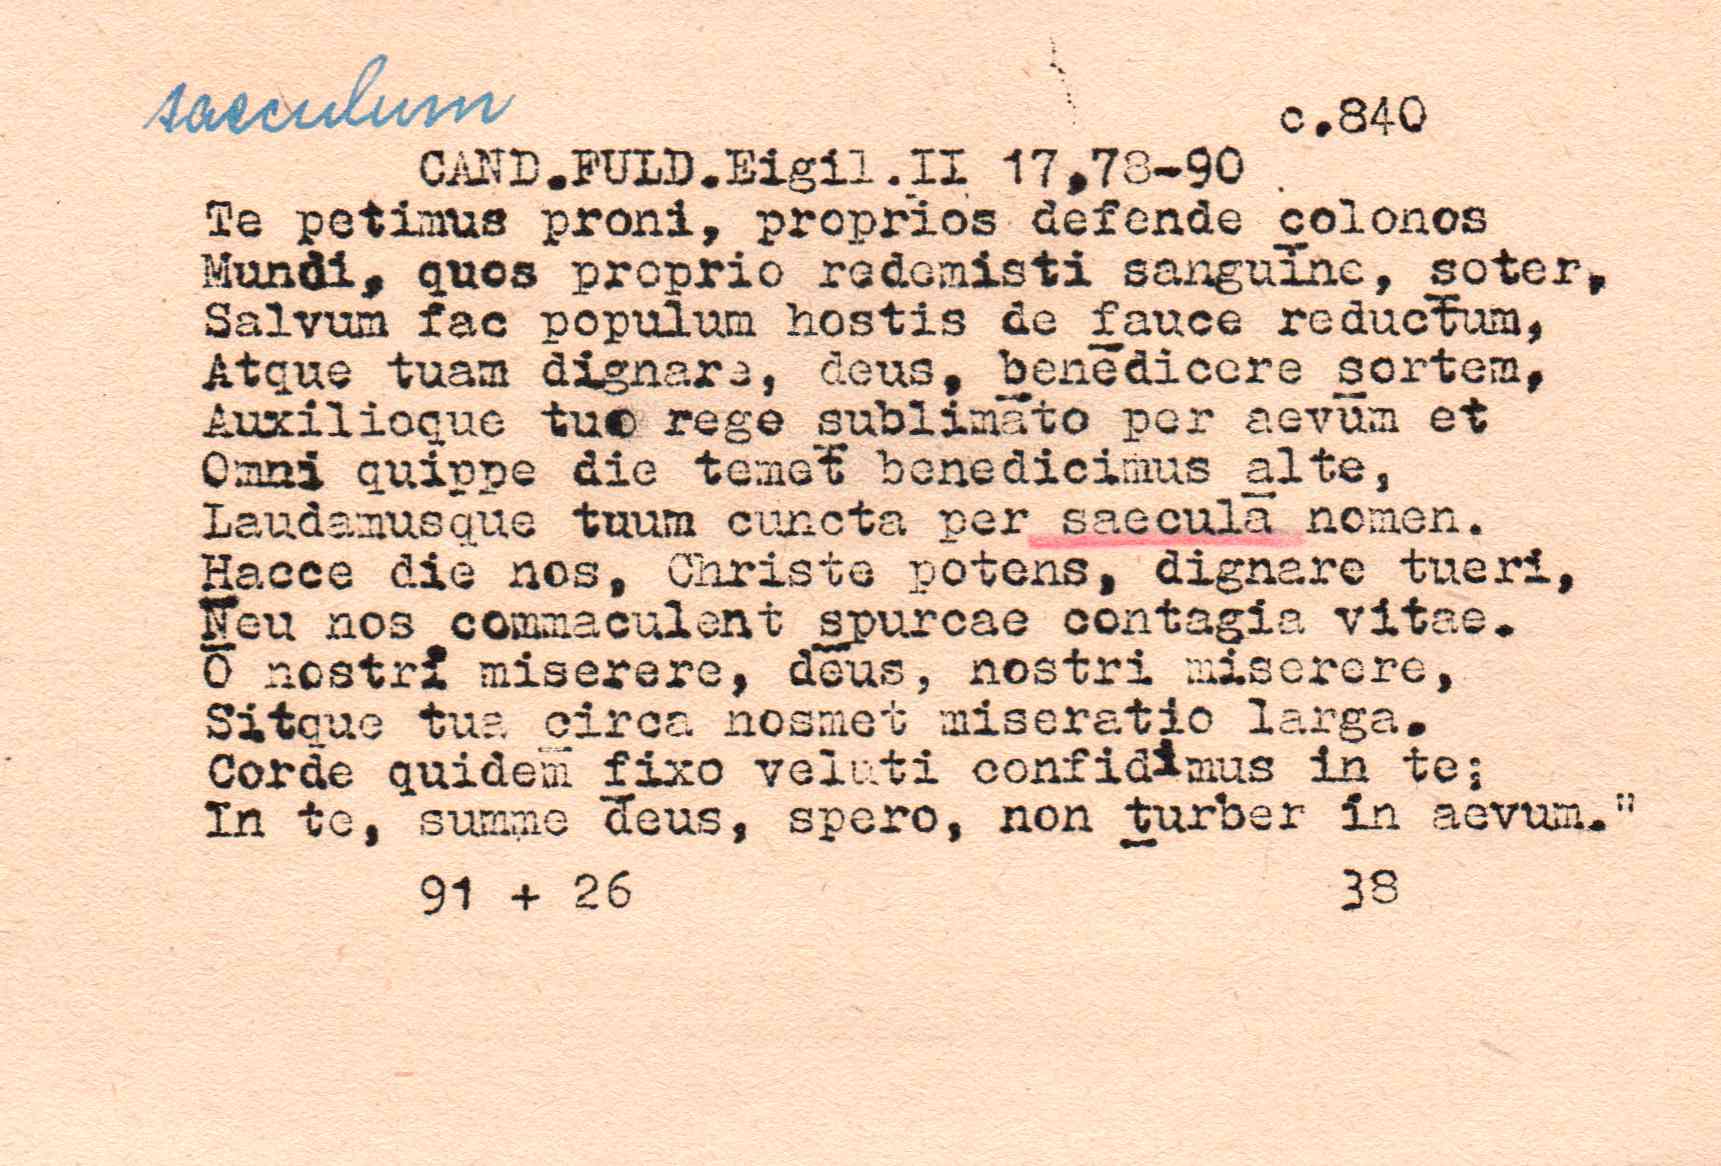 saeculum
c.840
CAND.FULD.Eigil.II 17,78-90
Te petimus proni, proprios defende colonos
Mundi, quos proprio redemisti sanguine, soter,
Salvum fac populum hostis de fauce reductum,
Atque tuam dignare, deus, benedicere sortem,
Auxilioque tuo rege sublimato per aevum et
Omni quippe die temet benedicimus alte,
Laudamusque tuum cuncta per saecula nomen.
Hacce die nos, Christe potens, dignare tueri,
Neu nos commaculent spurcae contagia vitae.
O nostri miserere, deus, nostri miserere,
Sitque tua circa nosmet miseratio larga.
Corde quidem fixo veluti confidimus in te;
In te, summe deus, spero, non turber in aevum."
91 + 26 38